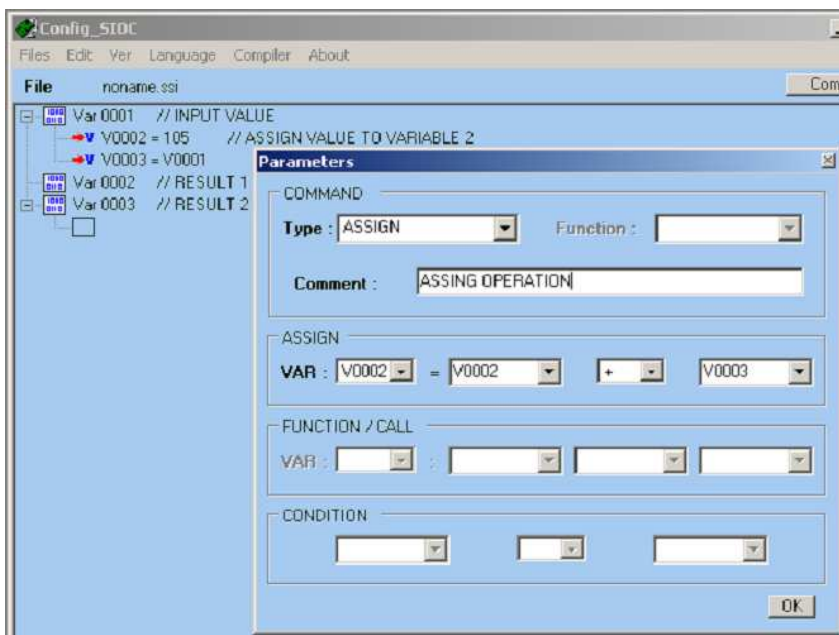 Config_SIOC
Files Edit Ver Language Compiler About
File noname.ssi Com
Var 0001 // INPUT VALUE
V0002 = 105 // ASSIGN VALUE TO VARIABLE 2
V0003 = V0001
Var 0002 // RESULT 1
Var 0003 // RESULT 2
Parameters
COMMAND
Type : ASSIGN Function :
Comment : ASSING OPERATION
ASSIGN
VAR : V0002 = V0002 + V0003
FUNCTION / CALL
VAR : :
CONDITION
OK